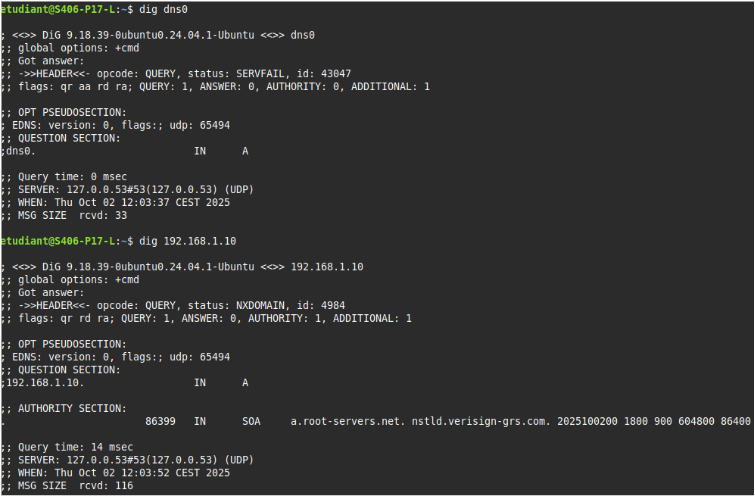 etudiant@S406-P17-L:~$ dig dns0
; <<>> DiG 9.18.39-0ubuntu0.24.04.1-Ubuntu <<>> dns0
;; global options: +cmd
;; Got answer:
;; ->>HEADER<<- opcode: QUERY, status: SERVFAIL, id: 43047
;; flags: qr aa rd ra; QUERY: 1, ANSWER: 0, AUTHORITY: 0, ADDITIONAL: 1
;; OPT PSEUDOSECTION:
; EDNS: version: 0, flags:; udp: 65494
;; QUESTION SECTION:
;dns0. IN A
;; Query time: 0 msec
;; SERVER: 127.0.0.53#53(127.0.0.53) (UDP)
;; WHEN: Thu Oct 02 12:03:37 CEST 2025
;; MSG SIZE rcvd: 33
etudiant@S406-P17-L:~$ dig 192.168.1.10
; <<>> DiG 9.18.39-0ubuntu0.24.04.1-Ubuntu <<>> 192.168.1.10
;; global options: +cmd
;; Got answer:
;; ->>HEADER<<- opcode: QUERY, status: NXDOMAIN, id: 4984
;; flags: qr rd ra; QUERY: 1, ANSWER: 0, AUTHORITY: 1, ADDITIONAL: 1
;; OPT PSEUDOSECTION:
; EDNS: version: 0, flags:; udp: 65494
;; QUESTION SECTION:
;192.168.1.10. IN A
;; AUTHORITY SECTION:
. 86399 IN SOA a.root-servers.net. nstld.verisign-grs.com. 2025100200 1800 900 604800 86400
;; Query time: 14 msec
;; SERVER: 127.0.0.53#53(127.0.0.53) (UDP)
;; WHEN: Thu Oct 02 12:03:52 CEST 2025
;; MSG SIZE rcvd: 116